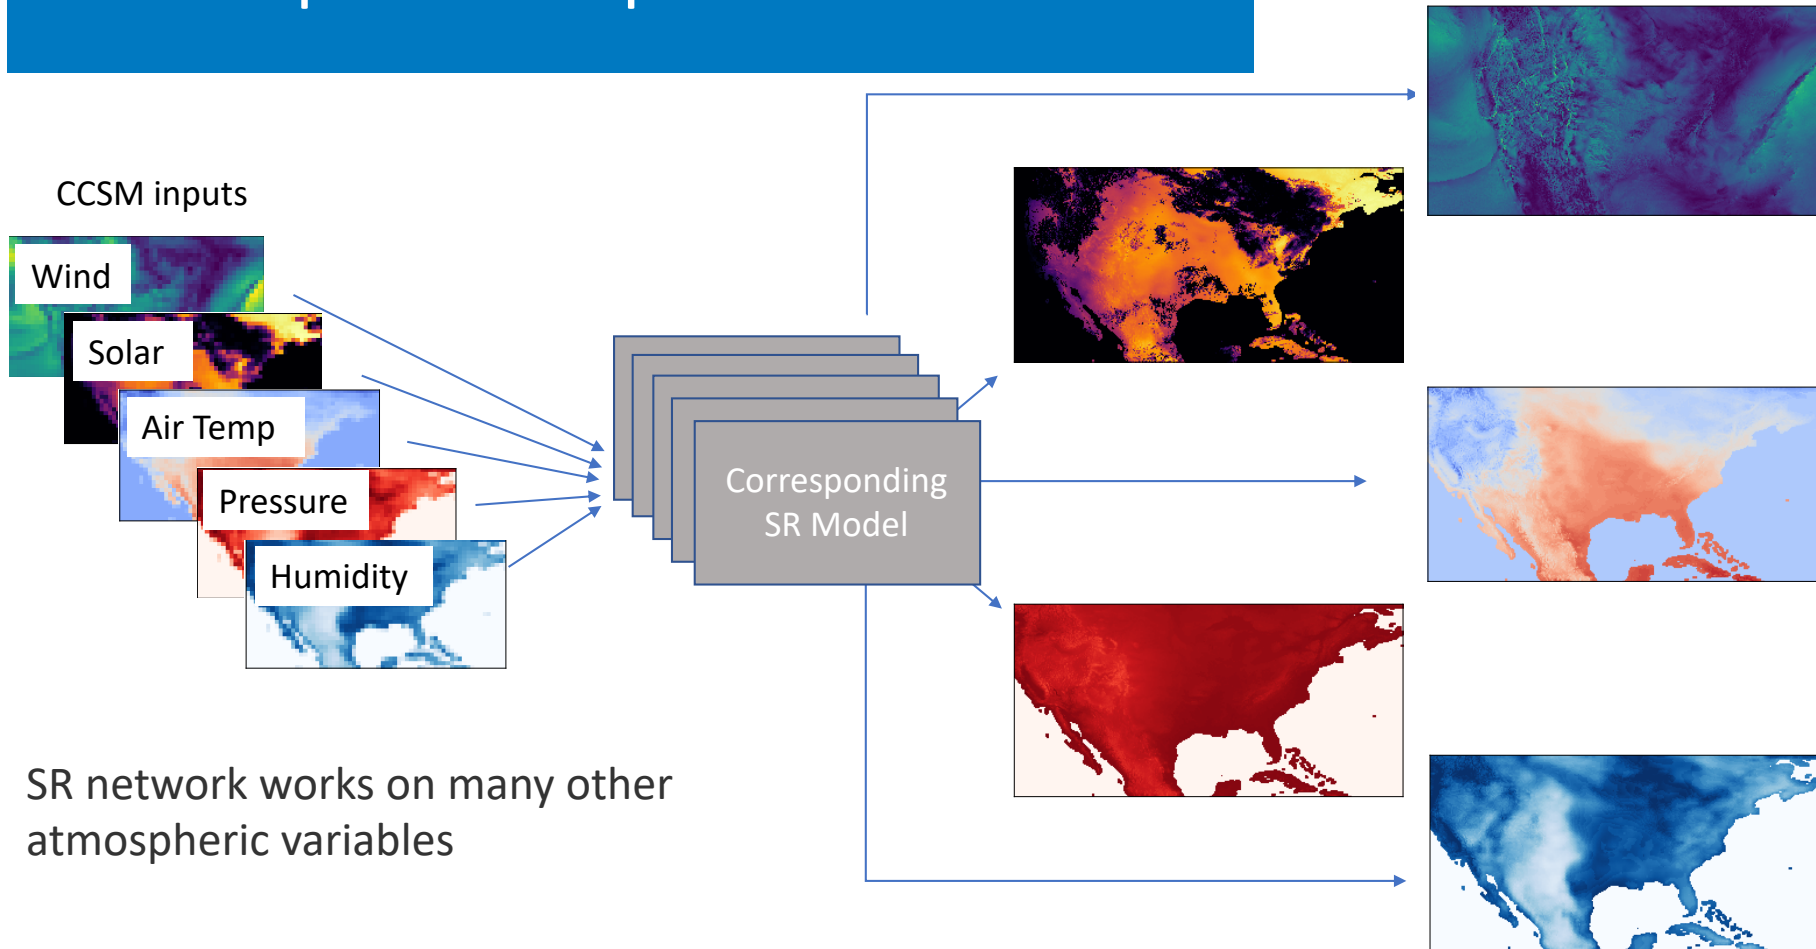 CCSM inputs
Wind
Solar
Air Temp
Pressure
Humidity
Corresponding
SR Model
SR network works on many other
atmospheric variables